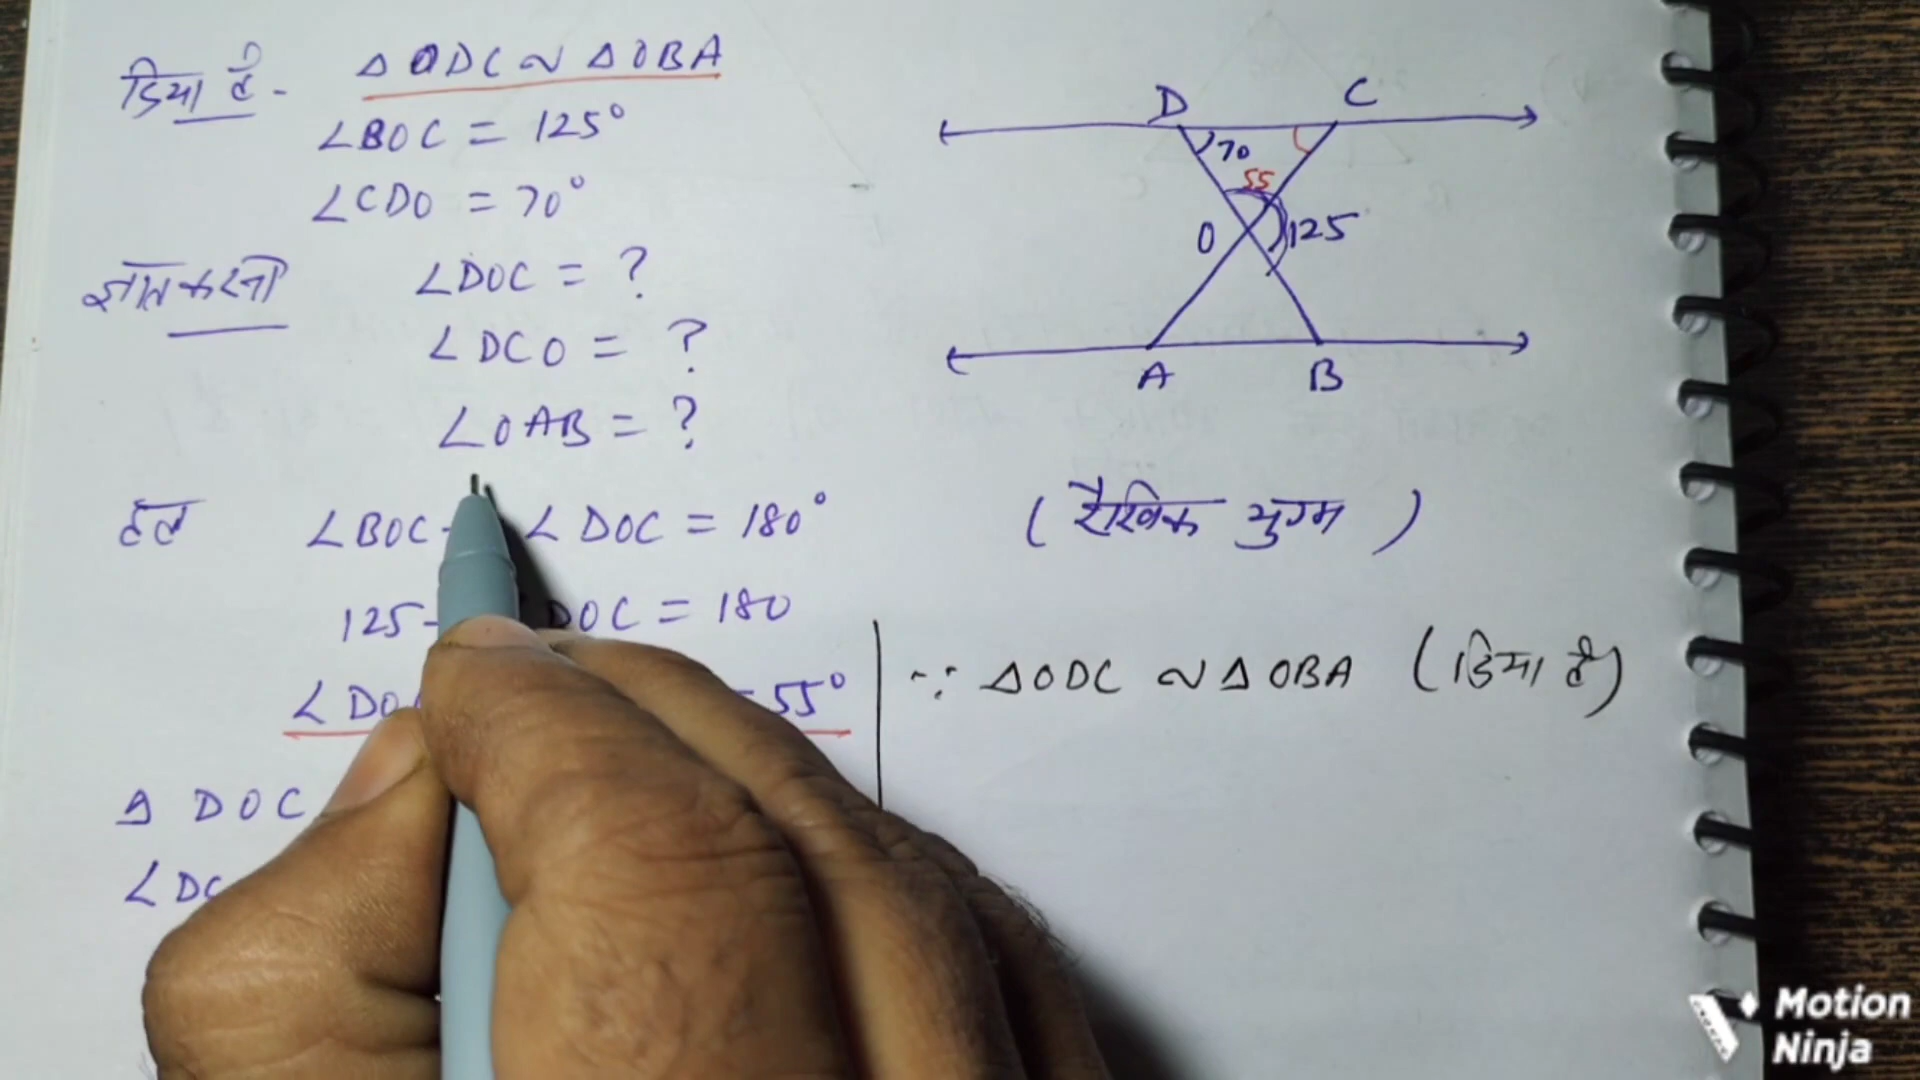 दिया है - △ ODC ~ △ OBA
∠BOC = 125°
∠CDO = 70°
ज्ञात करना ∠DOC = ?
∠DCO = ?
∠OAB = ?
हल ∠BOC ∠DOC = 180° (रैखिक युग्म)
125 DOC = 180
∠DO = 55°
∵ △ODC ~ △OBA (दिया है)
△ DOC
∠DC
D C
70
55
O 125
A B
Motion
Ninja